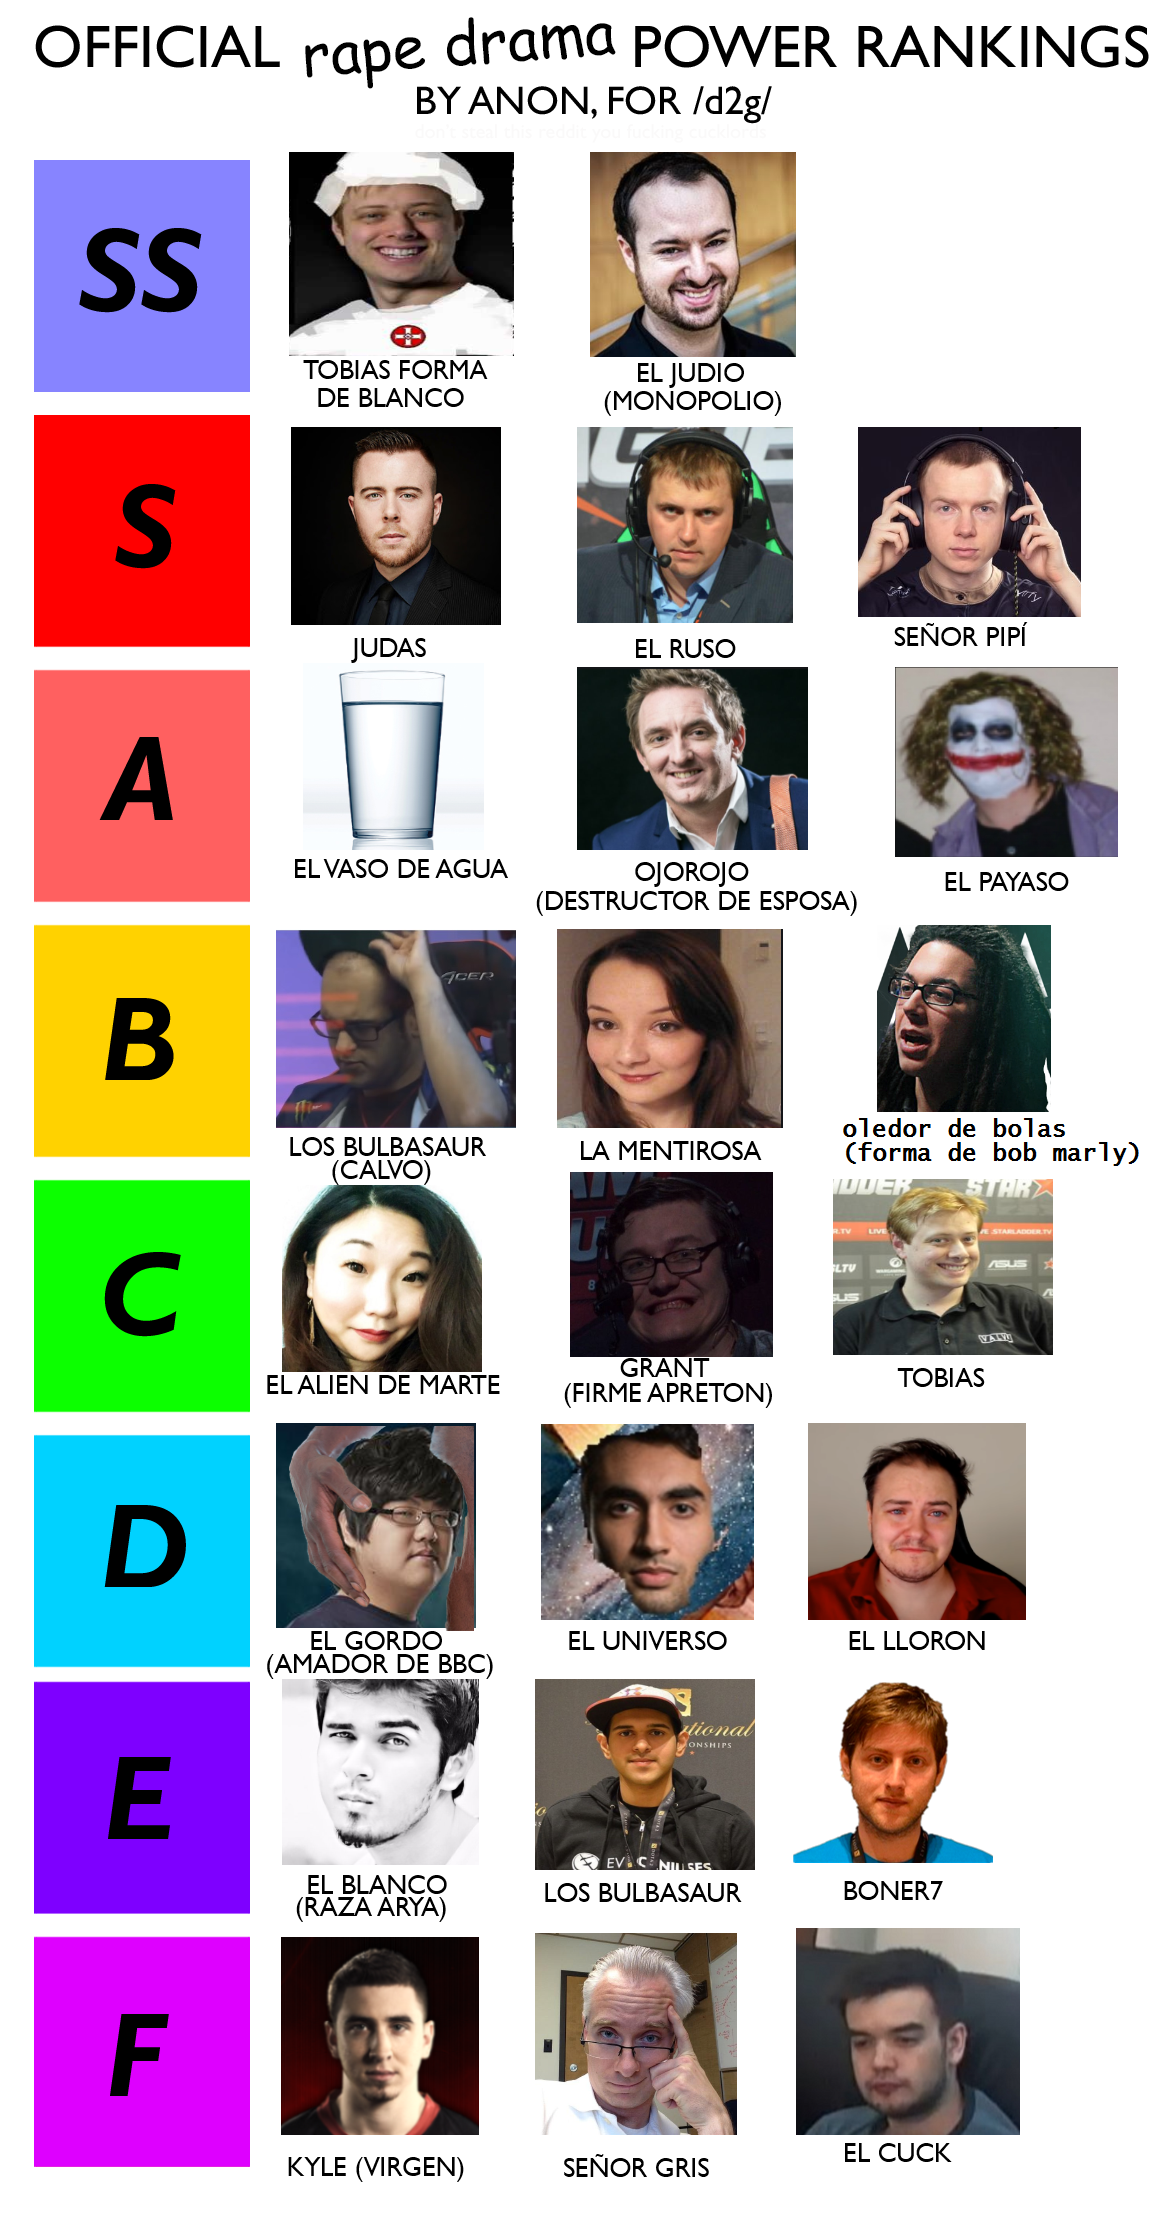 OFFICIAL rape drama POWER RANKINGS
BY ANON, FOR /d2g/
don't steal this reddit you fucking cucklords
SS
TOBIAS FORMA
DE BLANCO
EL JUDIO
(MONOPOLIO)
S
JUDAS
EL RUSO
SEÑOR PIPÍ
A
EL VASO DE AGUA
OJOROJO
(DESTRUCTOR DE ESPOSA)
EL PAYASO
B
ACER
LOS BULBASAUR
(CALVO)
LA MENTIROSA
oledor de bolas
(forma de bob marly)
C
EL ALIEN DE MARTE
GRANT
(FIRME APRETON)
STAR
ASUS
VALVE
TOBIAS
D
EL GORDO
(AMADOR DE BBC)
EL UNIVERSO
EL LLORON
E
EL BLANCO
(RAZA ARYA)
LOS BULBASAUR
BONER7
F
KYLE (VIRGEN)
SEÑOR GRIS
EL CUCK